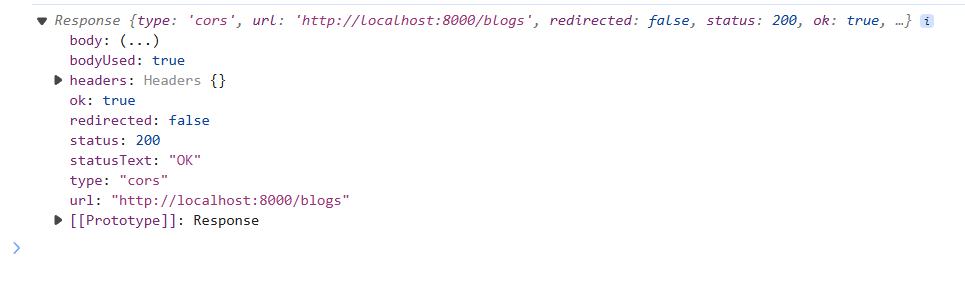 Response {type: 'cors', url: 'http://localhost:8000/blogs', redirected: false, status: 200, ok: true, …} i
body: (...)
bodyUsed: true
headers: Headers {}
ok: true
redirected: false
status: 200
statusText: "OK"
type: "cors"
url: "http://localhost:8000/blogs"
[[Prototype]]: Response